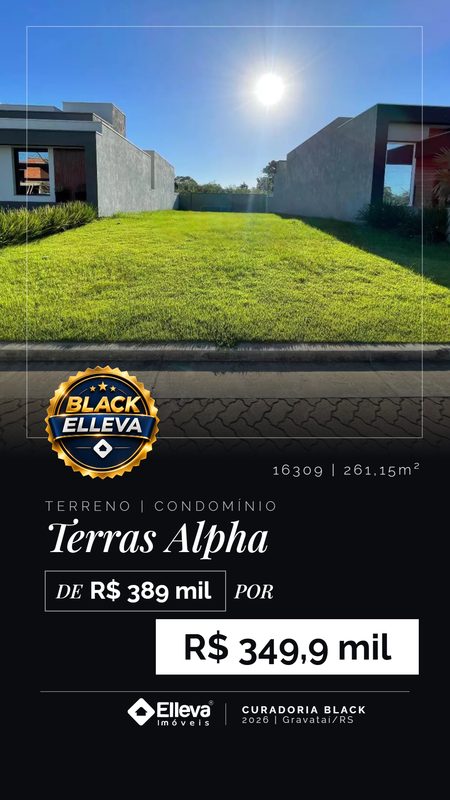 BLACK
ELLEVA
16309 | 261,15m²
TERRENO | CONDOMÍNIO
Terras Alpha
DE R$ 389 mil POR
R$ 349,9 mil
Elleva®
Imóveis
CURADORIA BLACK
2026 | Gravataí/RS